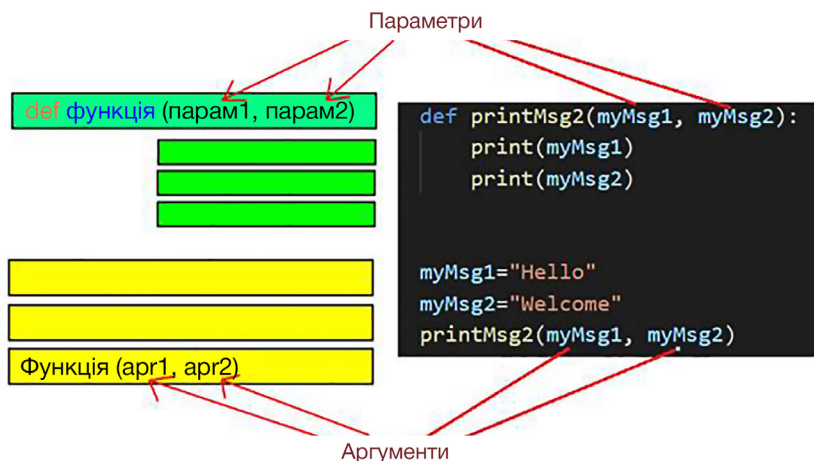 Параметри
def функція (парам1, парам2)
Функція (арг1, арг2)
def printMsg2(myMsg1, myMsg2):
print(myMsg1)
print(myMsg2)
myMsg1="Hello"
myMsg2="Welcome"
printMsg2(myMsg1, myMsg2)
Аргументи